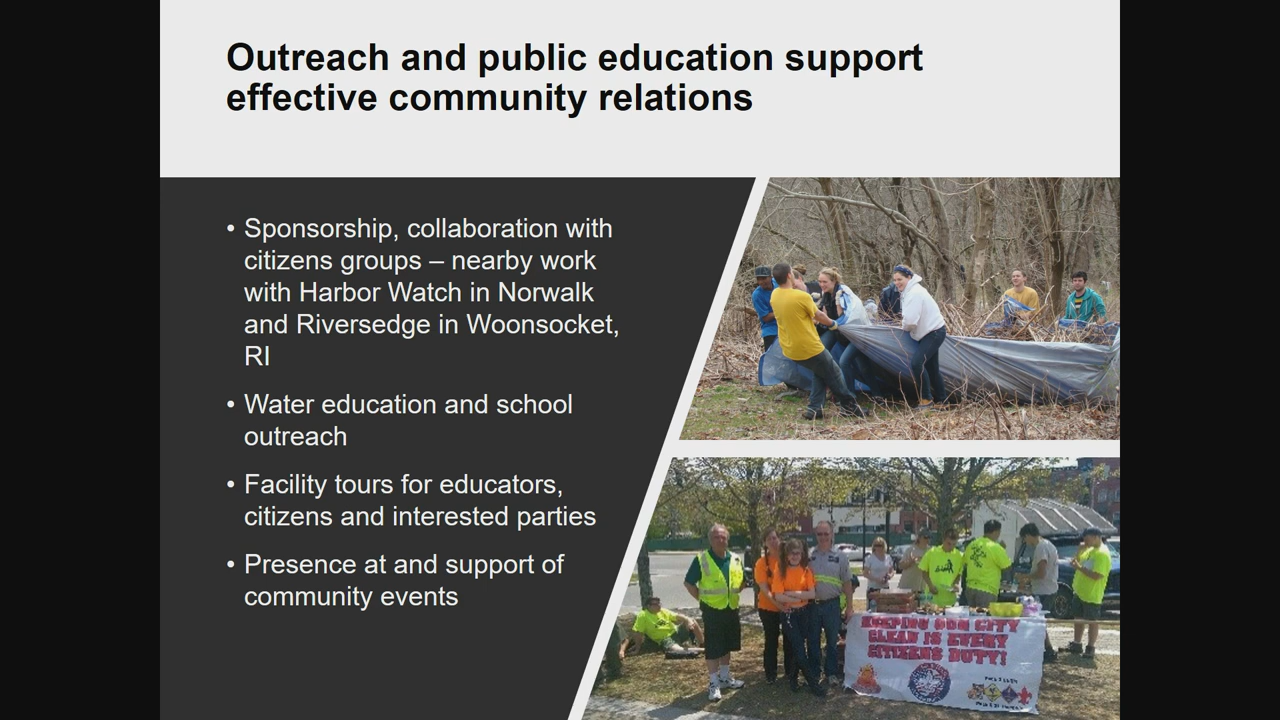 Outreach and public education support
effective community relations
• Sponsorship, collaboration with
citizens groups – nearby work
with Harbor Watch in Norwalk
and Riversedge in Woonsocket,
RI
• Water education and school
outreach
• Facility tours for educators,
citizens and interested parties
• Presence at and support of
community events
KEEPING OUR CITY
CLEAN IS EVERY
CITIZENS DUTY!